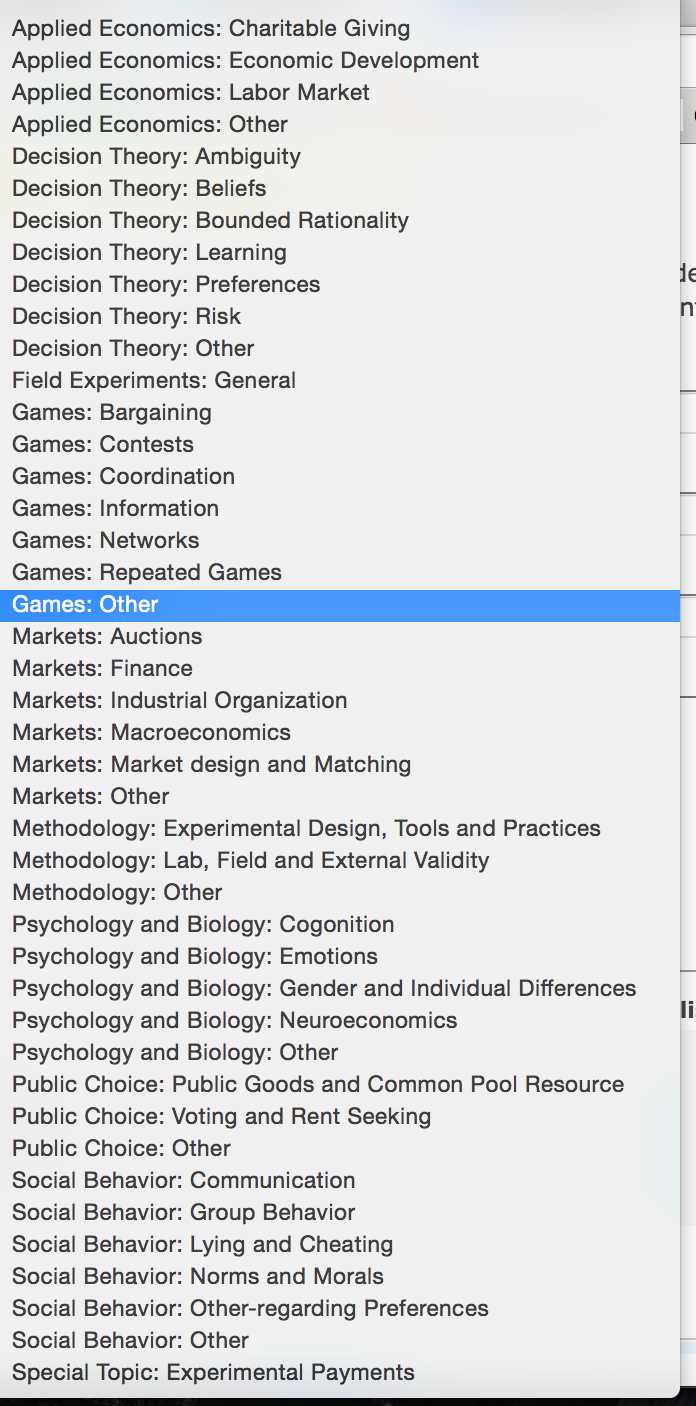 Applied Economics: Charitable Giving
Applied Economics: Economic Development
Applied Economics: Labor Market
Applied Economics: Other
Decision Theory: Ambiguity
Decision Theory: Beliefs
Decision Theory: Bounded Rationality
Decision Theory: Learning
Decision Theory: Preferences
Decision Theory: Risk
Decision Theory: Other
Field Experiments: General
Games: Bargaining
Games: Contests
Games: Coordination
Games: Information
Games: Networks
Games: Repeated Games
Games: Other
Markets: Auctions
Markets: Finance
Markets: Industrial Organization
Markets: Macroeconomics
Markets: Market design and Matching
Markets: Other
Methodology: Experimental Design, Tools and Practices
Methodology: Lab, Field and External Validity
Methodology: Other
Psychology and Biology: Cogonition
Psychology and Biology: Emotions
Psychology and Biology: Gender and Individual Differences
Psychology and Biology: Neuroeconomics
Psychology and Biology: Other
Public Choice: Public Goods and Common Pool Resource
Public Choice: Voting and Rent Seeking
Public Choice: Other
Social Behavior: Communication
Social Behavior: Group Behavior
Social Behavior: Lying and Cheating
Social Behavior: Norms and Morals
Social Behavior: Other-regarding Preferences
Social Behavior: Other
Special Topic: Experimental Payments